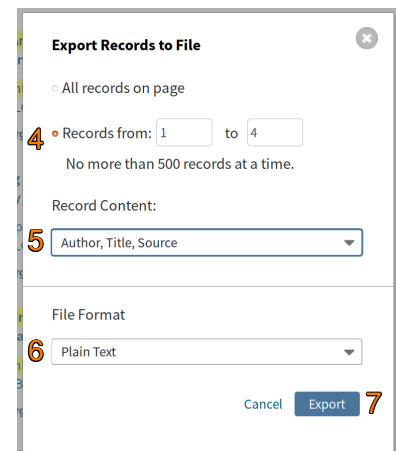 Export Records to File
All records on page
4 Records from: 1 to 4
No more than 500 records at a time.
Record Content:
5 Author, Title, Source
File Format
6 Plain Text
Cancel Export 7